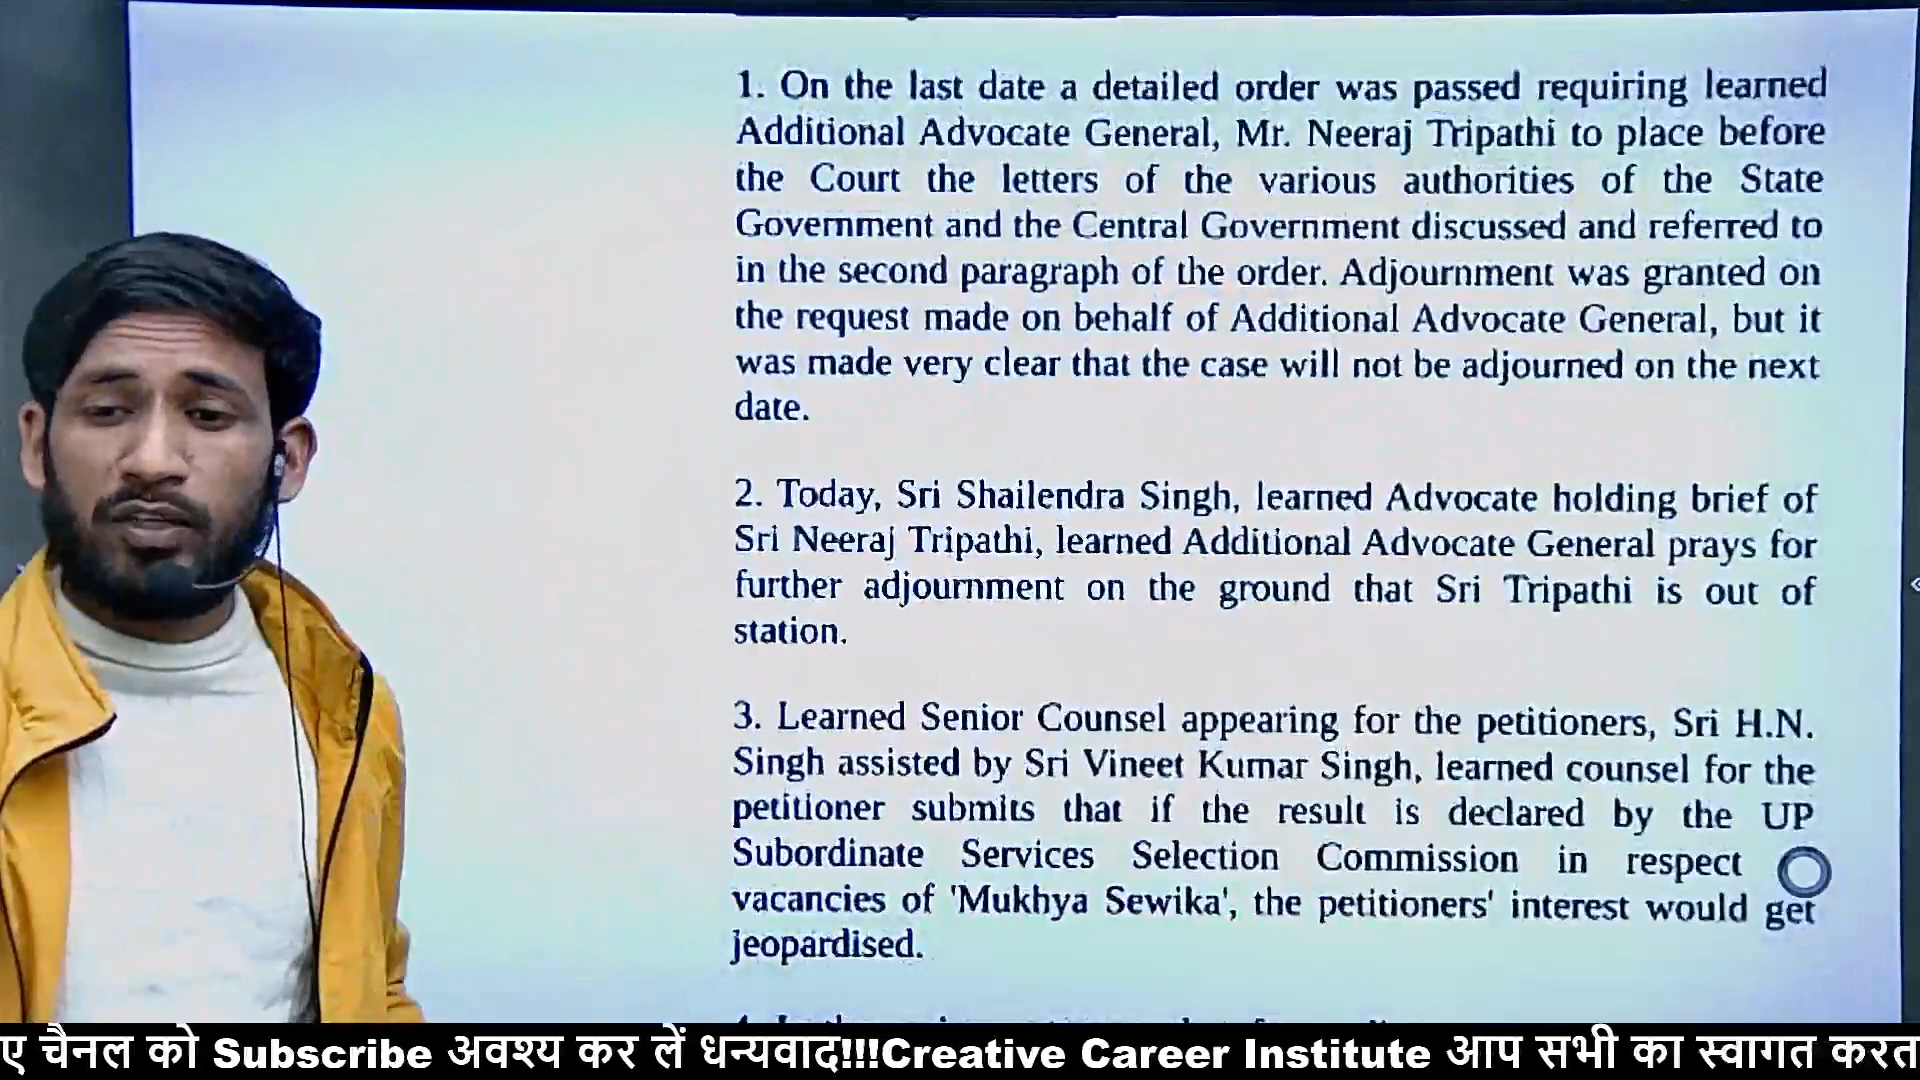 1. On the last date a detailed order was passed requiring learned
Additional Advocate General, Mr. Neeraj Tripathi to place before
the Court the letters of the various authorities of the State
Government and the Central Government discussed and referred to
in the second paragraph of the order. Adjournment was granted on
the request made on behalf of Additional Advocate General, but it
was made very clear that the case will not be adjourned on the next
date.
2. Today, Sri Shailendra Singh, learned Advocate holding brief of
Sri Neeraj Tripathi, learned Additional Advocate General prays for
further adjournment on the ground that Sri Tripathi is out of
station.
3. Learned Senior Counsel appearing for the petitioners, Sri H.N.
Singh assisted by Sri Vineet Kumar Singh, learned counsel for the
petitioner submits that if the result is declared by the UP
Subordinate Services Selection Commission in respect
vacancies of 'Mukhya Sewika', the petitioners' interest would get
jeopardised.
ए चैनल को Subscribe अवश्य कर लें धन्यवाद!!!Creative Career Institute आप सभी का स्वागत करत